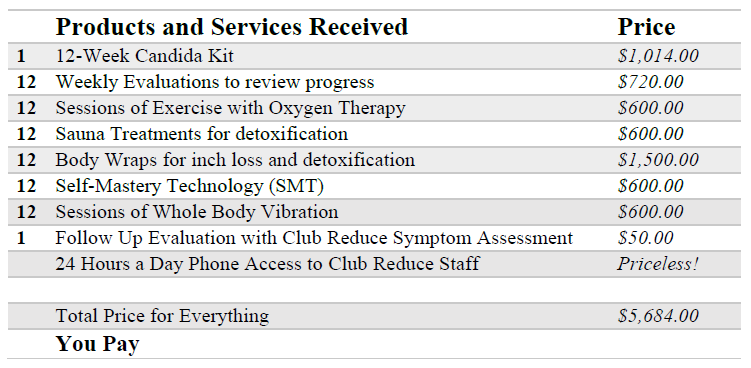 Products and Services Received Price
1 12-Week Candida Kit $1,014.00
12 Weekly Evaluations to review progress $720.00
12 Sessions of Exercise with Oxygen Therapy $600.00
12 Sauna Treatments for detoxification $600.00
12 Body Wraps for inch loss and detoxification $1,500.00
12 Self-Mastery Technology (SMT) $600.00
12 Sessions of Whole Body Vibration $600.00
1 Follow Up Evaluation with Club Reduce Symptom Assessment $50.00
24 Hours a Day Phone Access to Club Reduce Staff Priceless!
Total Price for Everything $5,684.00
You Pay